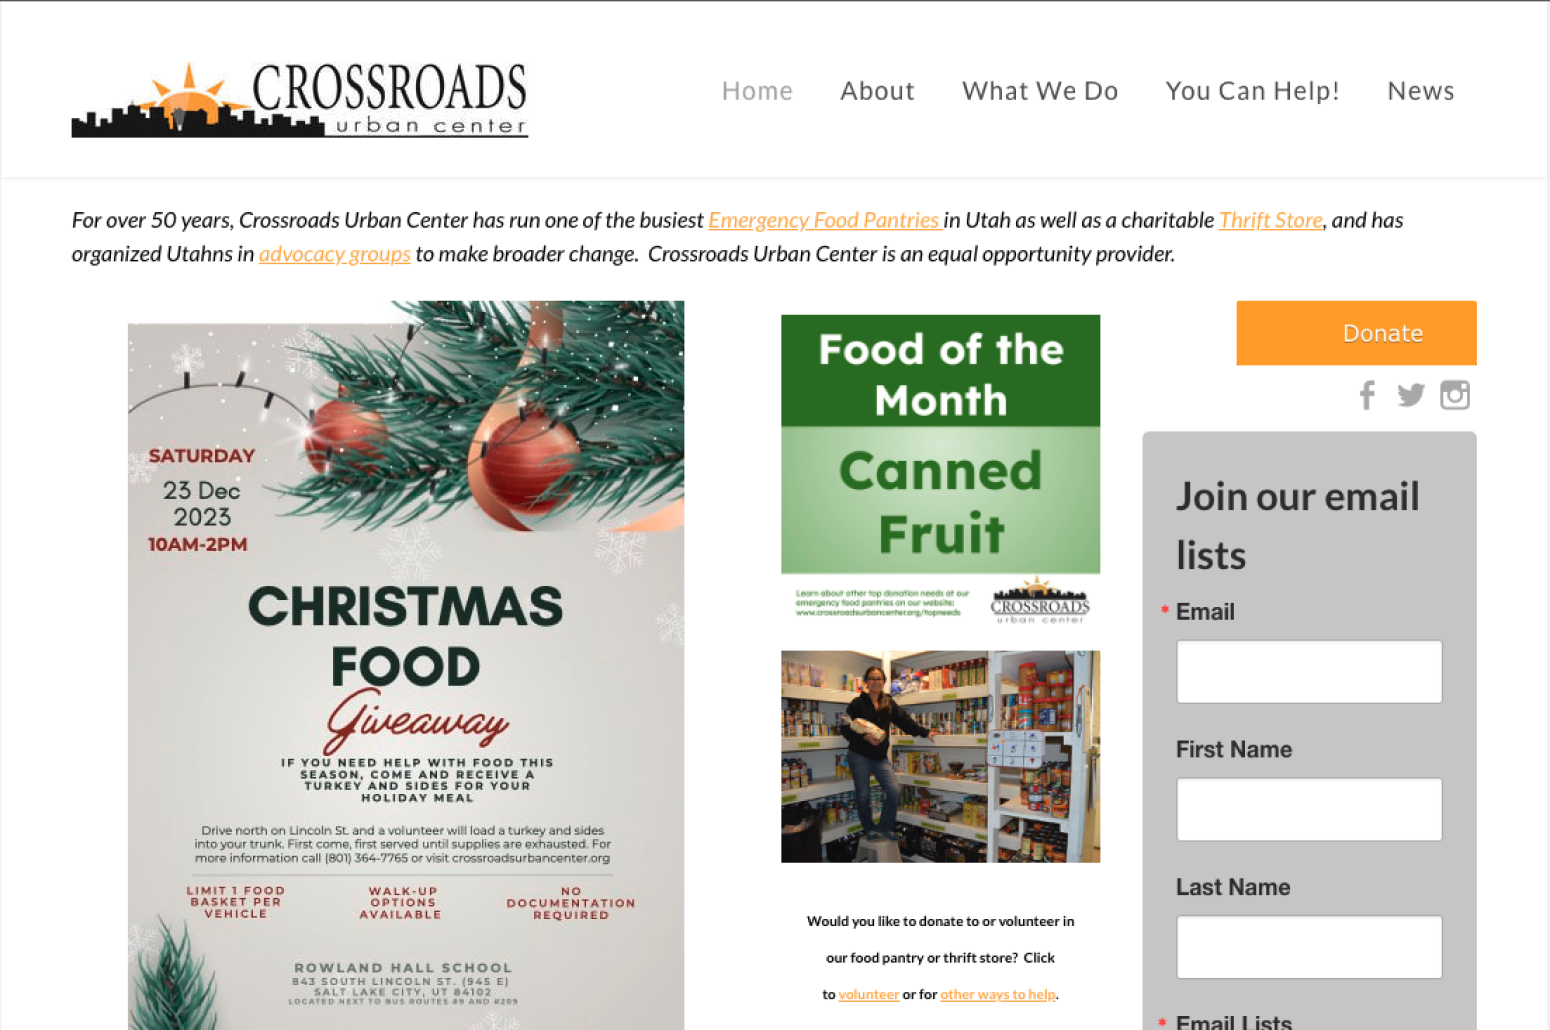 CROSSROADS
urban center
Home
About
What We Do
You Can Help!
News
For over 50 years, Crossroads Urban Center has run one of the busiest Emergency Food Pantries in Utah as well as a charitable Thrift Store, and has
organized Utahns in advocacy groups to make broader change. Crossroads Urban Center is an equal opportunity provider.
SATURDAY
23 Dec
2023
10AM-2PM
CHRISTMAS
FOOD
Giveaway
IF YOU NEED HELP WITH FOOD THIS
SEASON, COME AND RECEIVE A
TURKEY AND SIDES FOR YOUR
HOLIDAY MEAL
Drive north on Lincoln St. and a volunteer will load a turkey and sides
into your trunk. First come, first served until supplies are exhausted. For
more information call (801) 364-7765 or visit crossroadsurbancenter.org
LIMIT 1 FOOD
BASKET PER
VEHICLE
WALK-UP
OPTIONS
AVAILABLE
NO
DOCUMENTATION
REQUIRED
ROWLAND HALL SCHOOL
843 SOUTH LINCOLN ST. (945 E)
SALT LAKE CITY, UT 84102
LOCATED NEXT TO BUS ROUTES #9 AND #209
Food of the
Month
Canned
Fruit
Learn about other top donation needs at our
emergency food pantries on our website:
www.crossroadsurbancenter.org/topneeds
CROSSROADS
urban center
Would you like to donate to or volunteer in
our food pantry or thrift store? Click
to volunteer or for other ways to help.
Donate
Join our email
lists
* Email
First Name
Last Name
* Email Lists